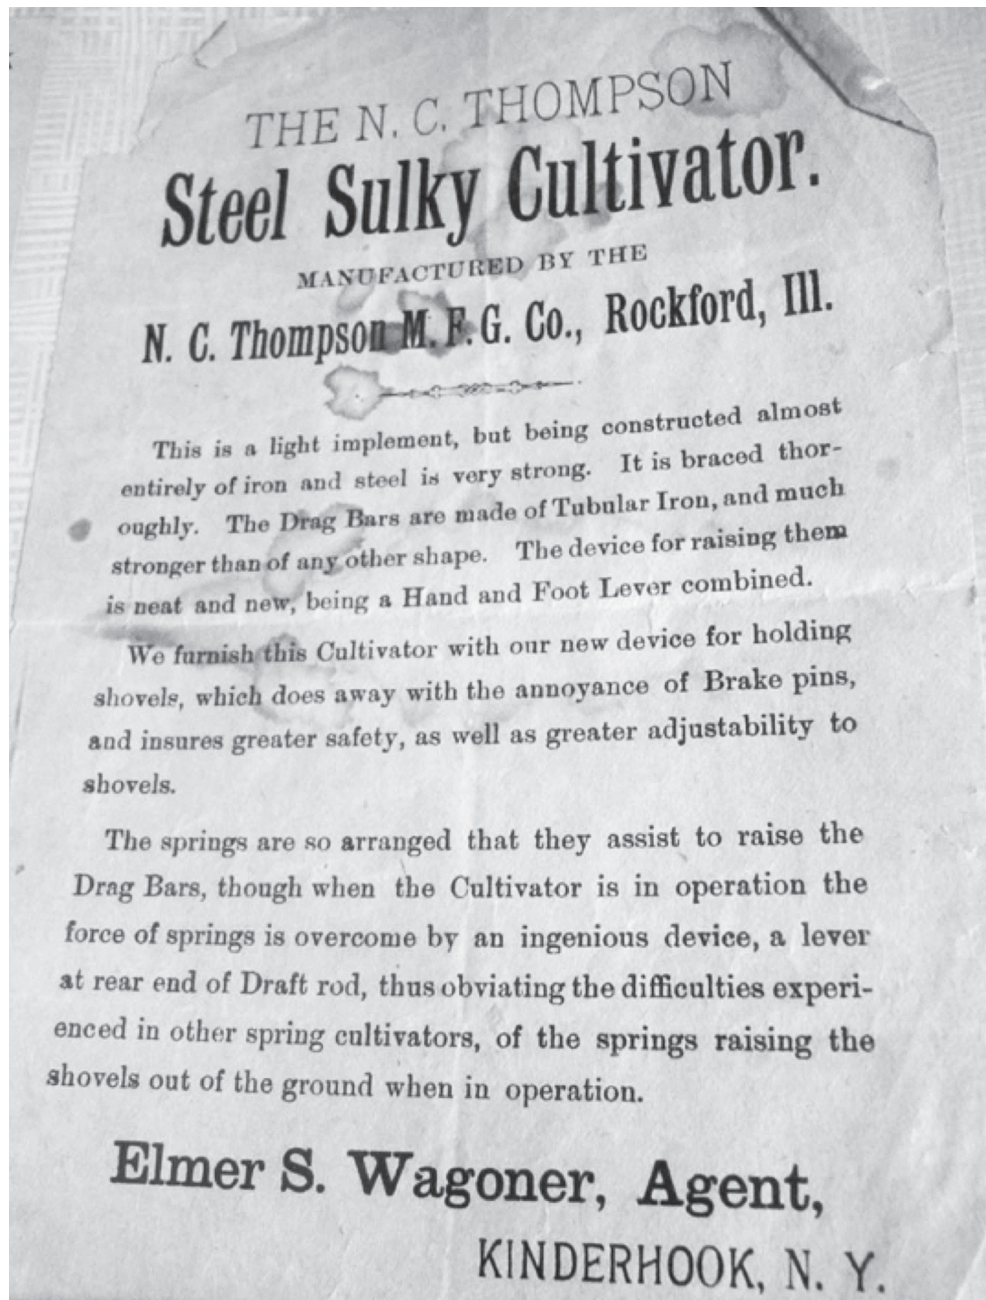 THE N. C. THOMPSON
Steel Sulky Cultivator.
MANUFACTURED BY THE
N. C. Thompson M. F. G. Co., Rockford, Ill.
This is a light implement, but being constructed almost
entirely of iron and steel is very strong. It is braced thor-
oughly. The Drag Bars are made of Tubular Iron, and much
stronger than of any other shape. The device for raising them
is neat and new, being a Hand and Foot Lever combined.
We furnish this Cultivator with our new device for holding
shovels, which does away with the annoyance of Brake pins,
and insures greater safety, as well as greater adjustability to
shovels.
The springs are so arranged that they assist to raise the
Drag Bars, though when the Cultivator is in operation the
force of springs is overcome by an ingenious device, a lever
at rear end of Draft rod, thus obviating the difficulties experi-
enced in other spring cultivators, of the springs raising the
shovels out of the ground when in operation.
Elmer S. Wagoner, Agent,
KINDERHOOK, N. Y.